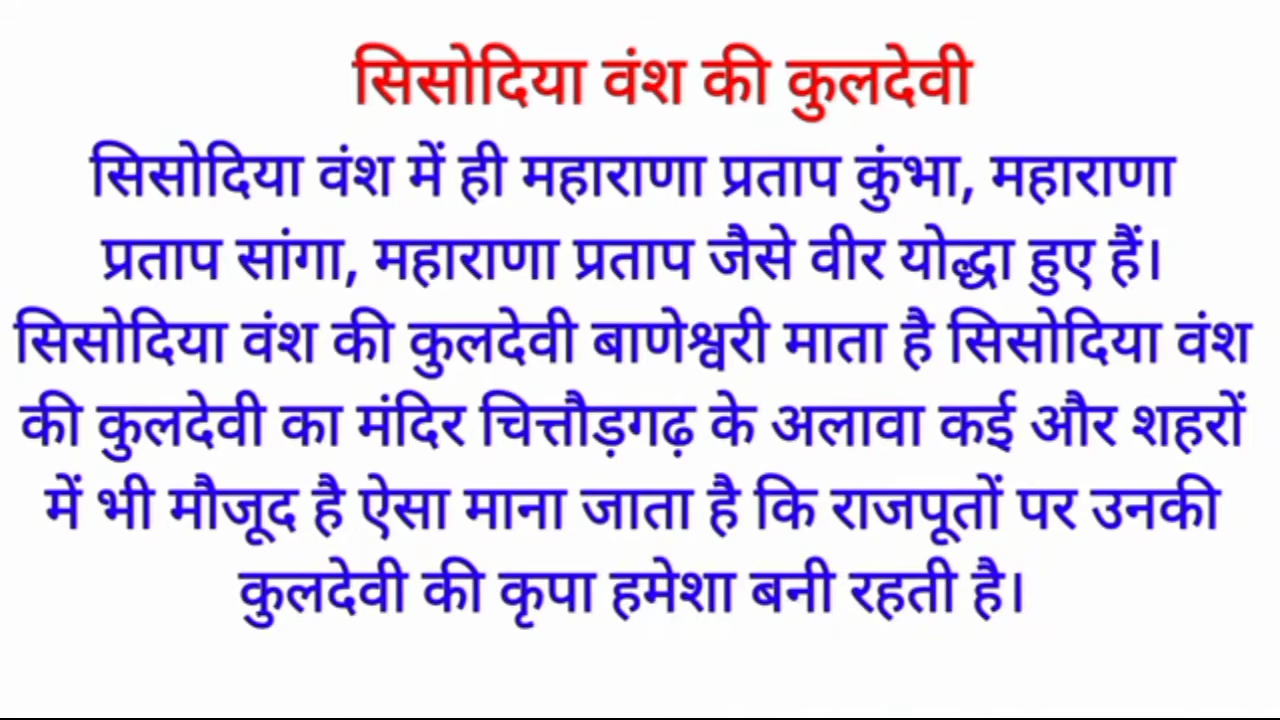 सिसोदिया वंश की कुलदेवी
सिसोदिया वंश में ही महाराणा प्रताप कुंभा, महाराणा
प्रताप सांगा, महाराणा प्रताप जैसे वीर योद्धा हुए हैं।
सिसोदिया वंश की कुलदेवी बाणेश्वरी माता है सिसोदिया वंश
की कुलदेवी का मंदिर चित्तौड़गढ़ के अलावा कई और शहरों
में भी मौजूद है ऐसा माना जाता है कि राजपूतों पर उनकी
कुलदेवी की कृपा हमेशा बनी रहती है।